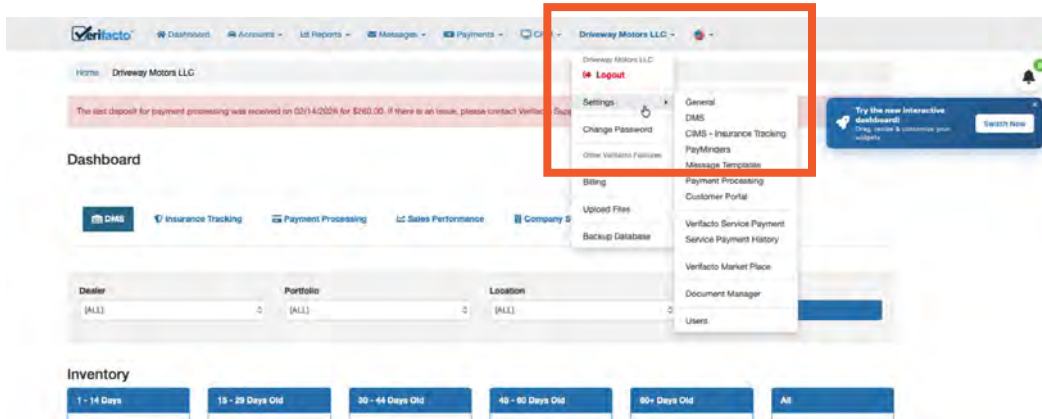 Verifacto
Dashboard Accounts Reports Messages Payments Driveway Motors LLC
Home Driveway Motors LLC
Driveway Motors LLC
Logout
The last deposit for payment processing was received on 02/14/2026 for $260.00. If there is an issue, please contact Verifacto
Settings
Change Password
Other Verifacto Features
Billing
Upload Files
Backup Database
General
DMS
CIMS - Insurance Tracking
PayMinders
Message Templates
Payment Processing
Customer Portal
Verifacto Service Payment
Service Payment History
Verifacto Market Place
Document Manager
Users
Try the new interactive
dashboard!
Drag, resize & customize your
widgets
Switch Now
Dashboard
DMS Insurance Tracking Payment Processing Sales Performance Company S
Dealer Portfolio Location
[ALL] [ALL] [ALL]
Inventory
1 - 14 Days 15 - 29 Days Old 30 - 44 Days Old 45 - 60 Days Old 60+ Days Old All